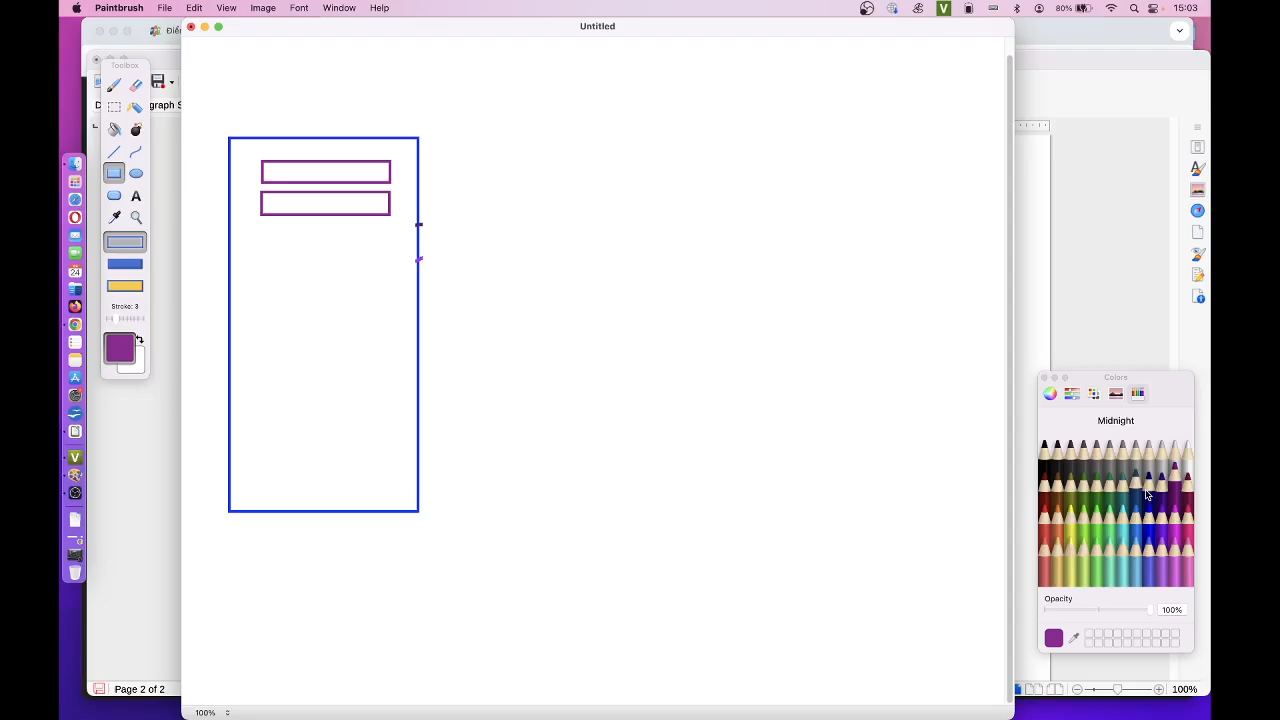 Paintbrush File Edit View Image Font Window Help 80% 15:03
Untitled
Toolbox
Stroke: 3
24
Colors
Midnight
Opacity
100%
Page 2 of 2
100%
100%